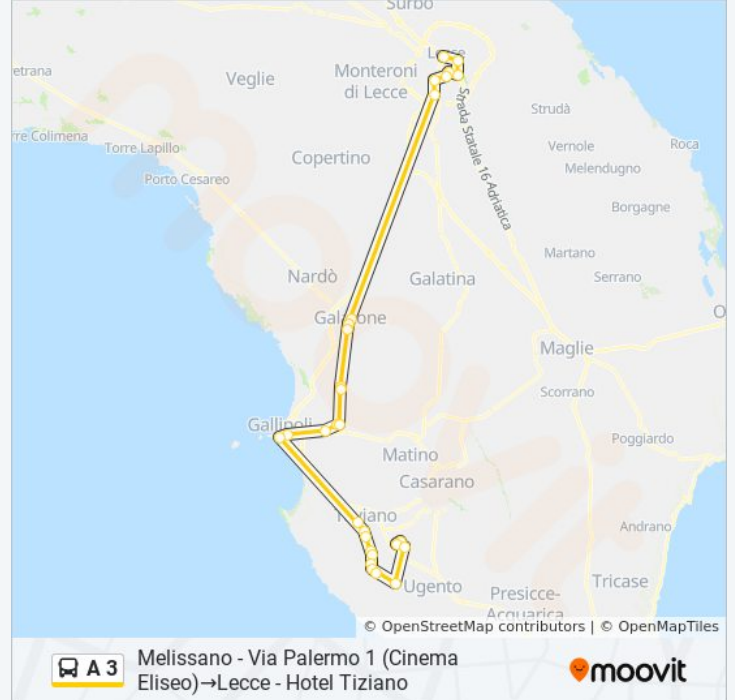 Surbo
Lecce
etrana
Veglie
Monteroni
di Lecce
Strada Statale 16 Adriatica
Strudà
re Colimena
Torre Lapillo
Vernole
Roca
Copertino
Melendugno
Porto Cesareo
Borgagne
Martano
Nardò
Galatina
Serrano
Galatone
O
Maglie
Scorrano
Gallipoli
Poggiardo
Matino
Casarano
iano
Andrano
Ugento
Tricase
Presicce-
Acquarica
© OpenStreetMap contributors | © OpenMapTiles
A 3
Melissano - Via Palermo 1 (Cinema
Eliseo)→Lecce - Hotel Tiziano
moovit